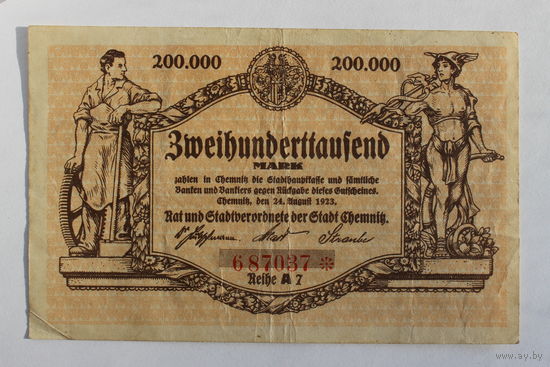 200.000 200.000
Zweihunderttausend
MARK
zahlen in Chemnitz die Stadthauptkasse und sämtliche
Banken und Bankiers gegen Rückgabe dieses Gutscheines.
Chemnitz, den 24. August 1923.
Rat und Stadtverordnete der Stadt Chemnitz.
687037 *
Reihe A 7
www.ay.by